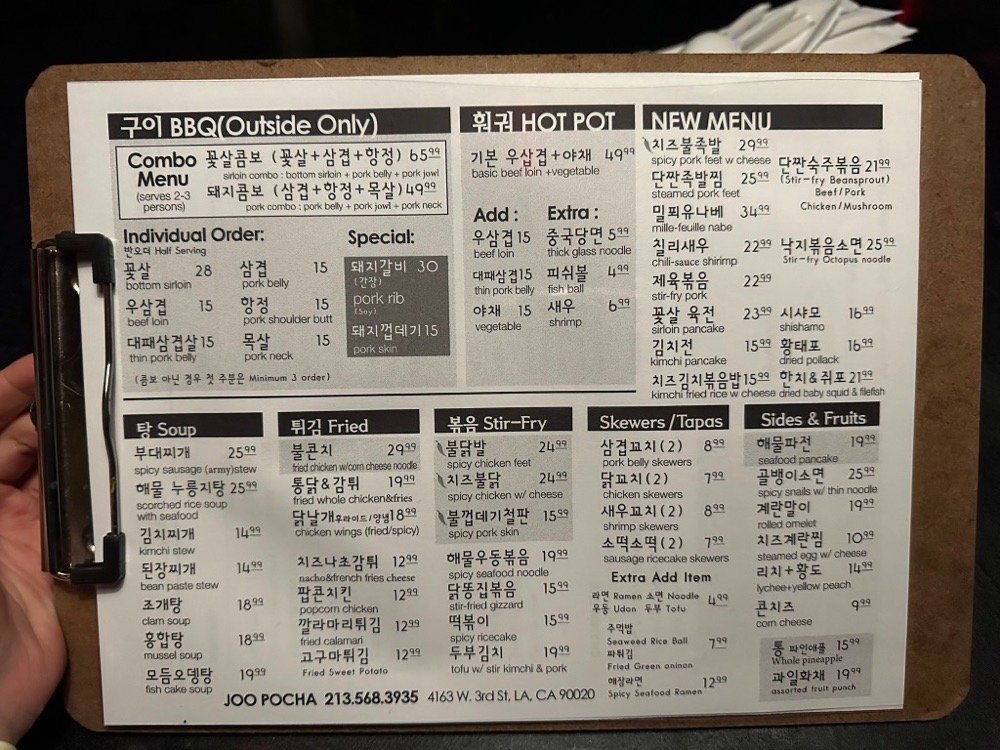 구이 BBQ(Outside Only)
Combo Menu
(serves 2-3 persons)
꽃살콤보 (꽃살+삼겹+항정) 65.99
sirloin combo : bottom sirloin + pork belly + pork jowl
돼지콤보 (삼겹+항정+목살) 49.99
pork combo : pork belly + pork jowl + pork neck
Individual Order:
반오더 Half Serving
꽃살 28
bottom sirloin
삼겹 15
pork belly
우삼겹 15
beef loin
항정 15
pork shoulder butt
대패삼겹살 15
thin pork belly
목살 15
pork neck
(콤보 아닌 경우 첫 주문은 Minimum 3 order)
Special:
돼지갈비 30
(간장)
pork rib
(Soy)
돼지껍데기 15
pork skin
훠궈 HOT POT
기본 우삼겹+야채 49.99
basic beef loin +vegetable
Add :
우삼겹 15
beef loin
대패삼겹 15
thin pork belly
야채 15
vegetable
Extra :
중국당면 5.99
thick glass noodle
피쉬볼 4.99
fish ball
새우 6.99
shrimp
NEW MENU
치즈불족발 29.99
spicy pork feet w cheese
단짠족발찜 25.99
steamed pork feet
밀푀유나베 34.99
mille-feuille nabe
칠리새우 22.99
chili-sauce shrimp
제육볶음 22.99
stir-fry pork
꽃살 육전 23.99
sirloin pancake
김치전 15.99
kimchi pancake
치즈김치볶음밥 15.99
kimchi fried rice w cheese
단짠숙주볶음 21.99
(Stir-fry Beansprout)
Beef/Pork
Chicken/Mushroom
낙지볶음소면 25.99
Stir-fry Octopus noodle
시샤모 16.99
shishamo
황태포 16.99
dried pollack
한치&쥐포 21.99
dried baby squid & filefish
탕 Soup
부대찌개 25.99
spicy sausage (army)stew
해물 누룽지탕 25.99
scorched rice soup
with seafood
김치찌개 14.99
kimchi stew
된장찌개 14.99
bean paste stew
조개탕 18.99
clam soup
홍합탕 18.99
mussel soup
모듬오뎅탕 19.99
fish cake soup
튀김 Fried
불콘치 29.99
fried chicken w/corn cheese noodle
통닭&감튀 19.99
fried whole chicken&fries
닭날개 후라이드/양념 18.99
chicken wings (fried/spicy)
치즈나초감튀 12.99
nacho&french fries cheese
팝콘치킨 12.99
popcorn chicken
깔라마리튀김 12.99
fried calamari
고구마튀김 12.99
Fried Sweet Potato
볶음 Stir-Fry
불닭발 24.99
spicy chicken feet
치즈불닭 24.99
spicy chicken w/ cheese
불껍데기철판 15.99
spicy pork skin
해물우동볶음 19.99
spicy seafood noodle
닭똥집볶음 15.99
stir-fried gizzard
떡볶이 15.99
spicy ricecake
두부김치 19.99
tofu w/ stir kimchi & pork
Skewers /Tapas
삼겹꼬치(2) 8.99
pork belly skewers
닭꼬치(2) 7.99
chicken skewers
새우꼬치(2) 8.99
shrimp skewers
소떡소떡(2) 7.99
sausage ricecake skewers
Extra Add Item
라면 Ramen 소면 Noodle
우동 Udon 두부 Tofu 4.99
주먹밥
Seaweed Rice Ball 7.99
파튀김
Fried Green oninon
해장라면 12.99
Spicy Seafood Ramen
Sides & Fruits
해물파전 19.99
seafood pancake
골뱅이소면 25.99
spicy snails w/ thin noodle
계란말이 19.99
rolled omelet
치즈계란찜 10.99
steamed egg w/ cheese
리치+황도 14.99
lychee+yellow peach
콘치즈 9.99
corn cheese
통 파인애플 15.99
Whole pineapple
과일화채 19.99
assorted fruit punch
JOO POCHA 213.568.3935 4163 W. 3rd St, LA, CA 90020